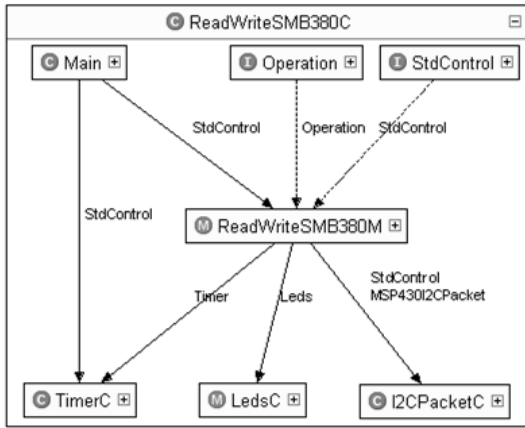 C ReadWriteSMB380C
C Main
I Operation
I StdControl
StdControl
Operation
StdControl
StdControl
M ReadWriteSMB380M
Timer
Leds
StdControl
MSP430I2CPacket
C TimerC
M LedsC
C I2CPacketC